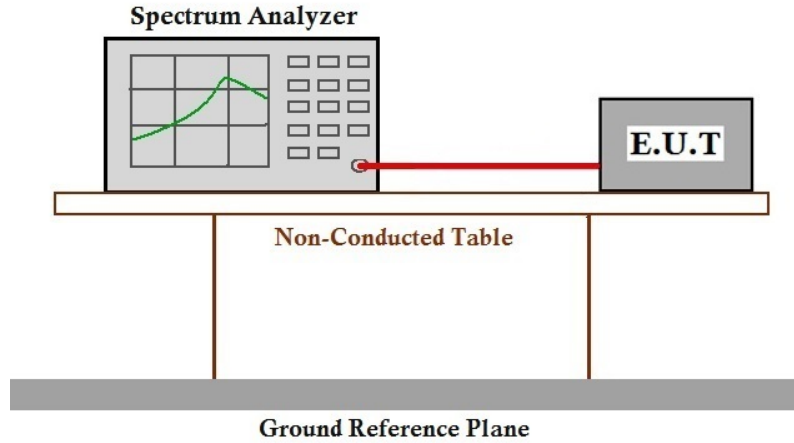 Spectrum Analyzer
E.U.T
Non-Conducted Table
Ground Reference Plane